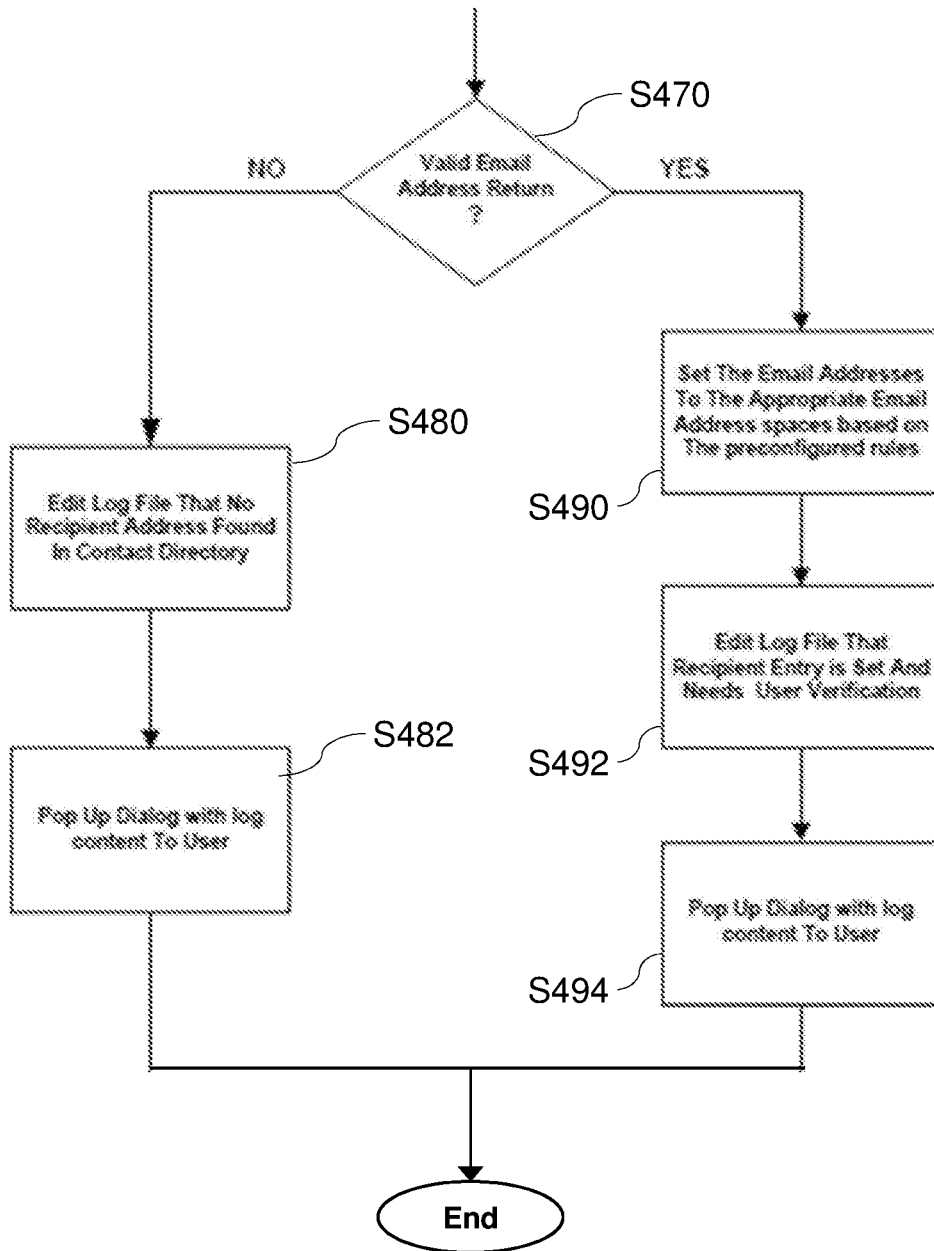 S470
Valid Email
Address Return
?
NO
YES
Set The Email Addresses
To The Appropriate Email
Address spaces based on
The preconfigured rules
S490
S480
Edit Log File That No
Recipient Address Found
In Contact Directory
Edit Log File That
Recipient Entry is Set And
Needs User Verification
S492
S482
Pop Up Dialog with log
content To User
Pop Up Dialog with log
content To User
S494
End